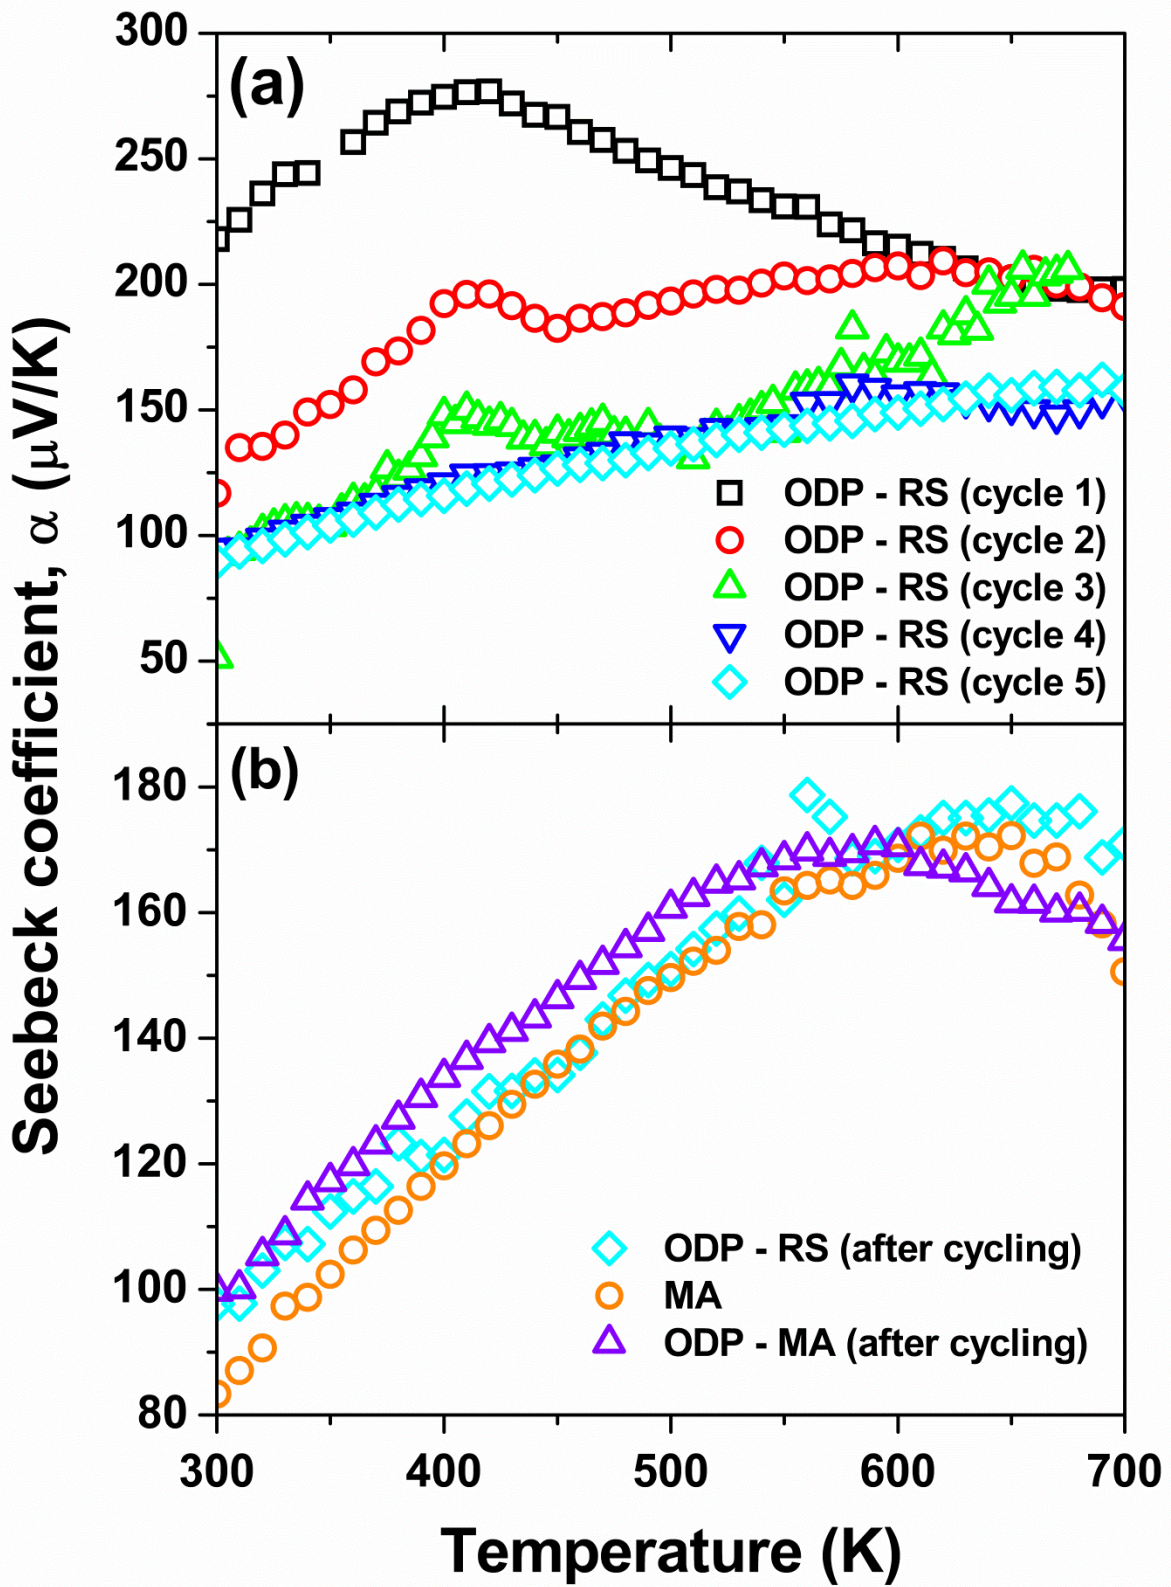 Seebeck coefficient, α (μV/K)
300
(a)
250
200
150
100
50
ODP - RS (cycle 1)
ODP - RS (cycle 2)
ODP - RS (cycle 3)
ODP - RS (cycle 4)
ODP - RS (cycle 5)
(b)
180
160
140
120
100
80
ODP - RS (after cycling)
MA
ODP - MA (after cycling)
300 400 500 600 700
Temperature (K)